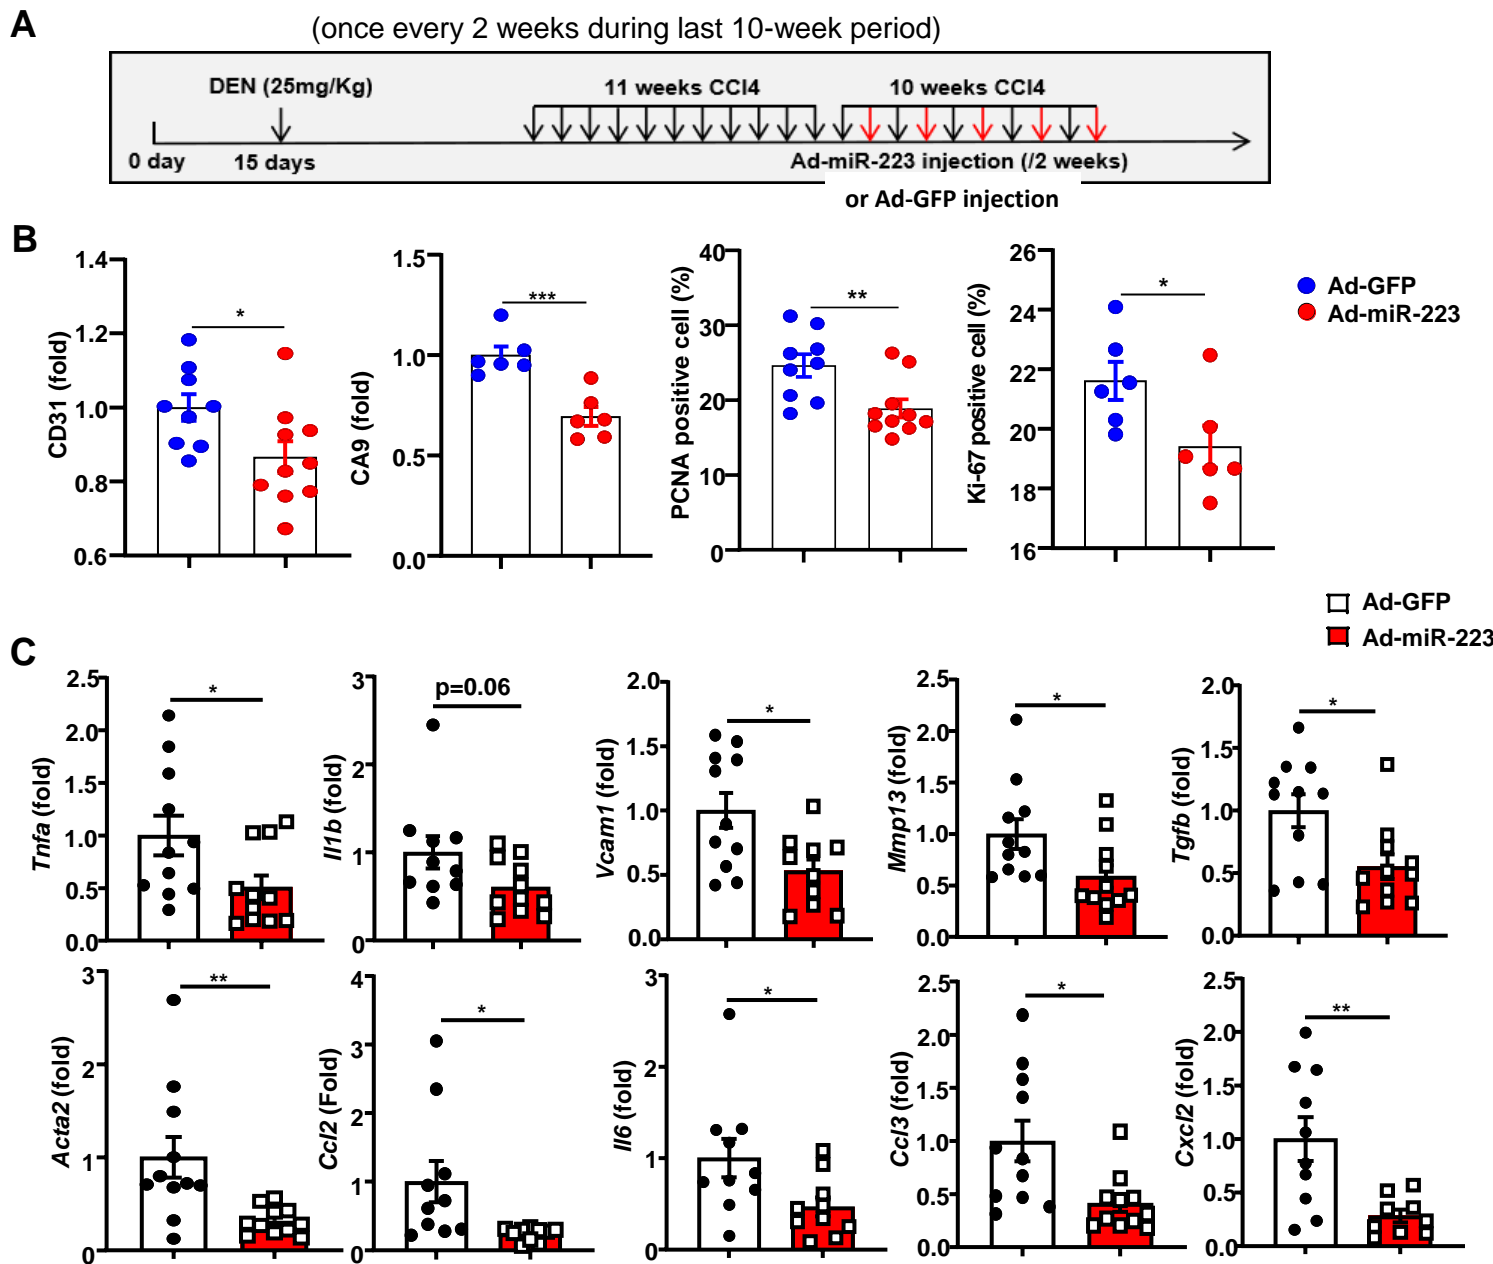 A
(once every 2 weeks during last 10-week period)
DEN (25mg/Kg)
11 weeks CCl4
10 weeks CCl4
0 day
15 days
Ad-miR-223 injection (/2 weeks)
or Ad-GFP injection
B
CD31 (fold)
1.4
1.2
1.0
0.8
0.6
*
CA9 (fold)
1.5
1.0
0.5
0.0
***
PCNA positive cell (%)
40
30
20
10
0
**
Ki-67 positive cell (%)
26
24
22
20
18
16
*
Ad-GFP
Ad-miR-223
Ad-GFP
Ad-miR-223
C
Tnfa (fold)
2.5
2.0
1.5
1.0
0.5
0.0
*
Il1b (fold)
3
2
1
0
p=0.06
Vcam1 (fold)
2.0
1.5
1.0
0.5
0.0
*
Mmp13 (fold)
2.5
2.0
1.5
1.0
0.5
0.0
*
Tgfb (fold)
2.0
1.5
1.0
0.5
0.0
*
Acta2 (fold)
3
2
1
0
**
Ccl2 (Fold)
4
3
2
1
0
*
Il6 (fold)
3
2
1
0
*
Ccl3 (fold)
2.5
2.0
1.5
1.0
0.5
0.0
*
Cxcl2 (fold)
2.5
2.0
1.5
1.0
0.5
0.0
**